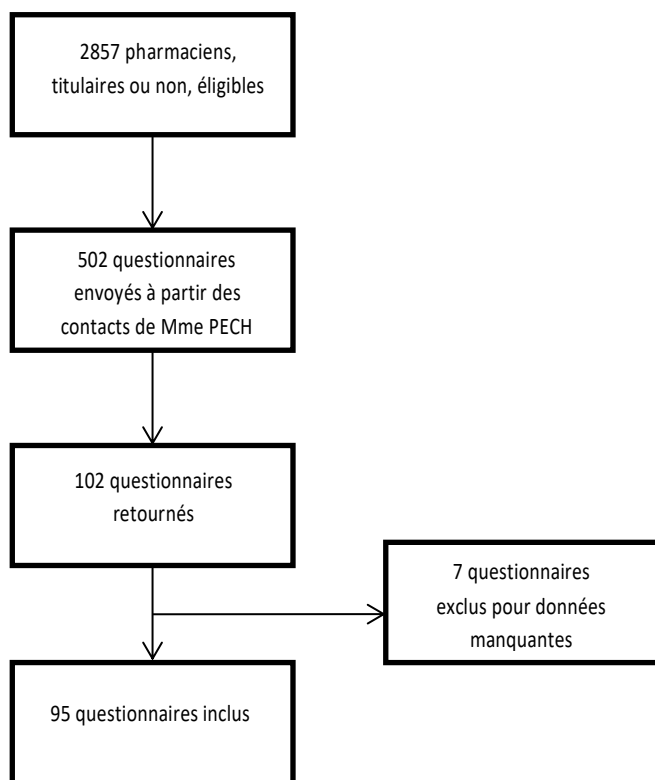 2857 pharmaciens,
titulaires ou non, éligibles
502 questionnaires
envoyés à partir des
contacts de Mme PECH
102 questionnaires
retournés
7 questionnaires
exclus pour données
manquantes
95 questionnaires inclus